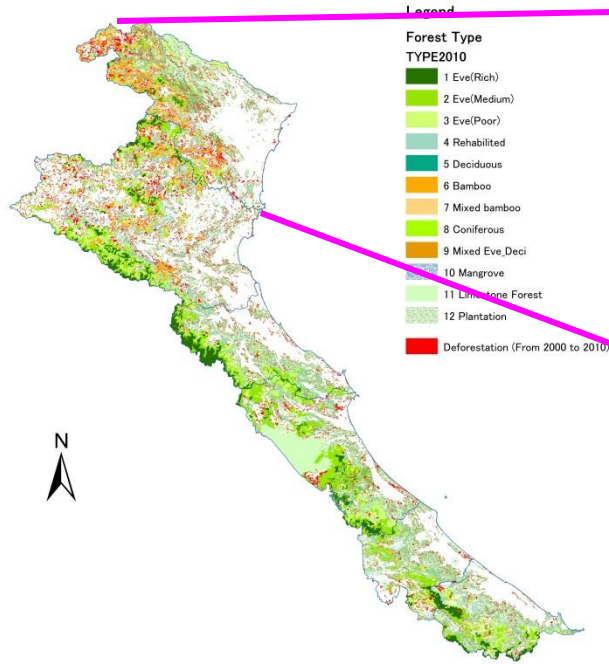 Legend
Forest Type
TYPE2010
1 Eve(Rich)
2 Eve(Medium)
3 Eve(Poor)
4 Rehabilited
5 Deciduous
6 Bamboo
7 Mixed bamboo
8 Coniferous
9 Mixed Eve_Deci
10 Mangrove
11 Limestone Forest
12 Plantation
Deforestation (From 2000 to 2010)
N